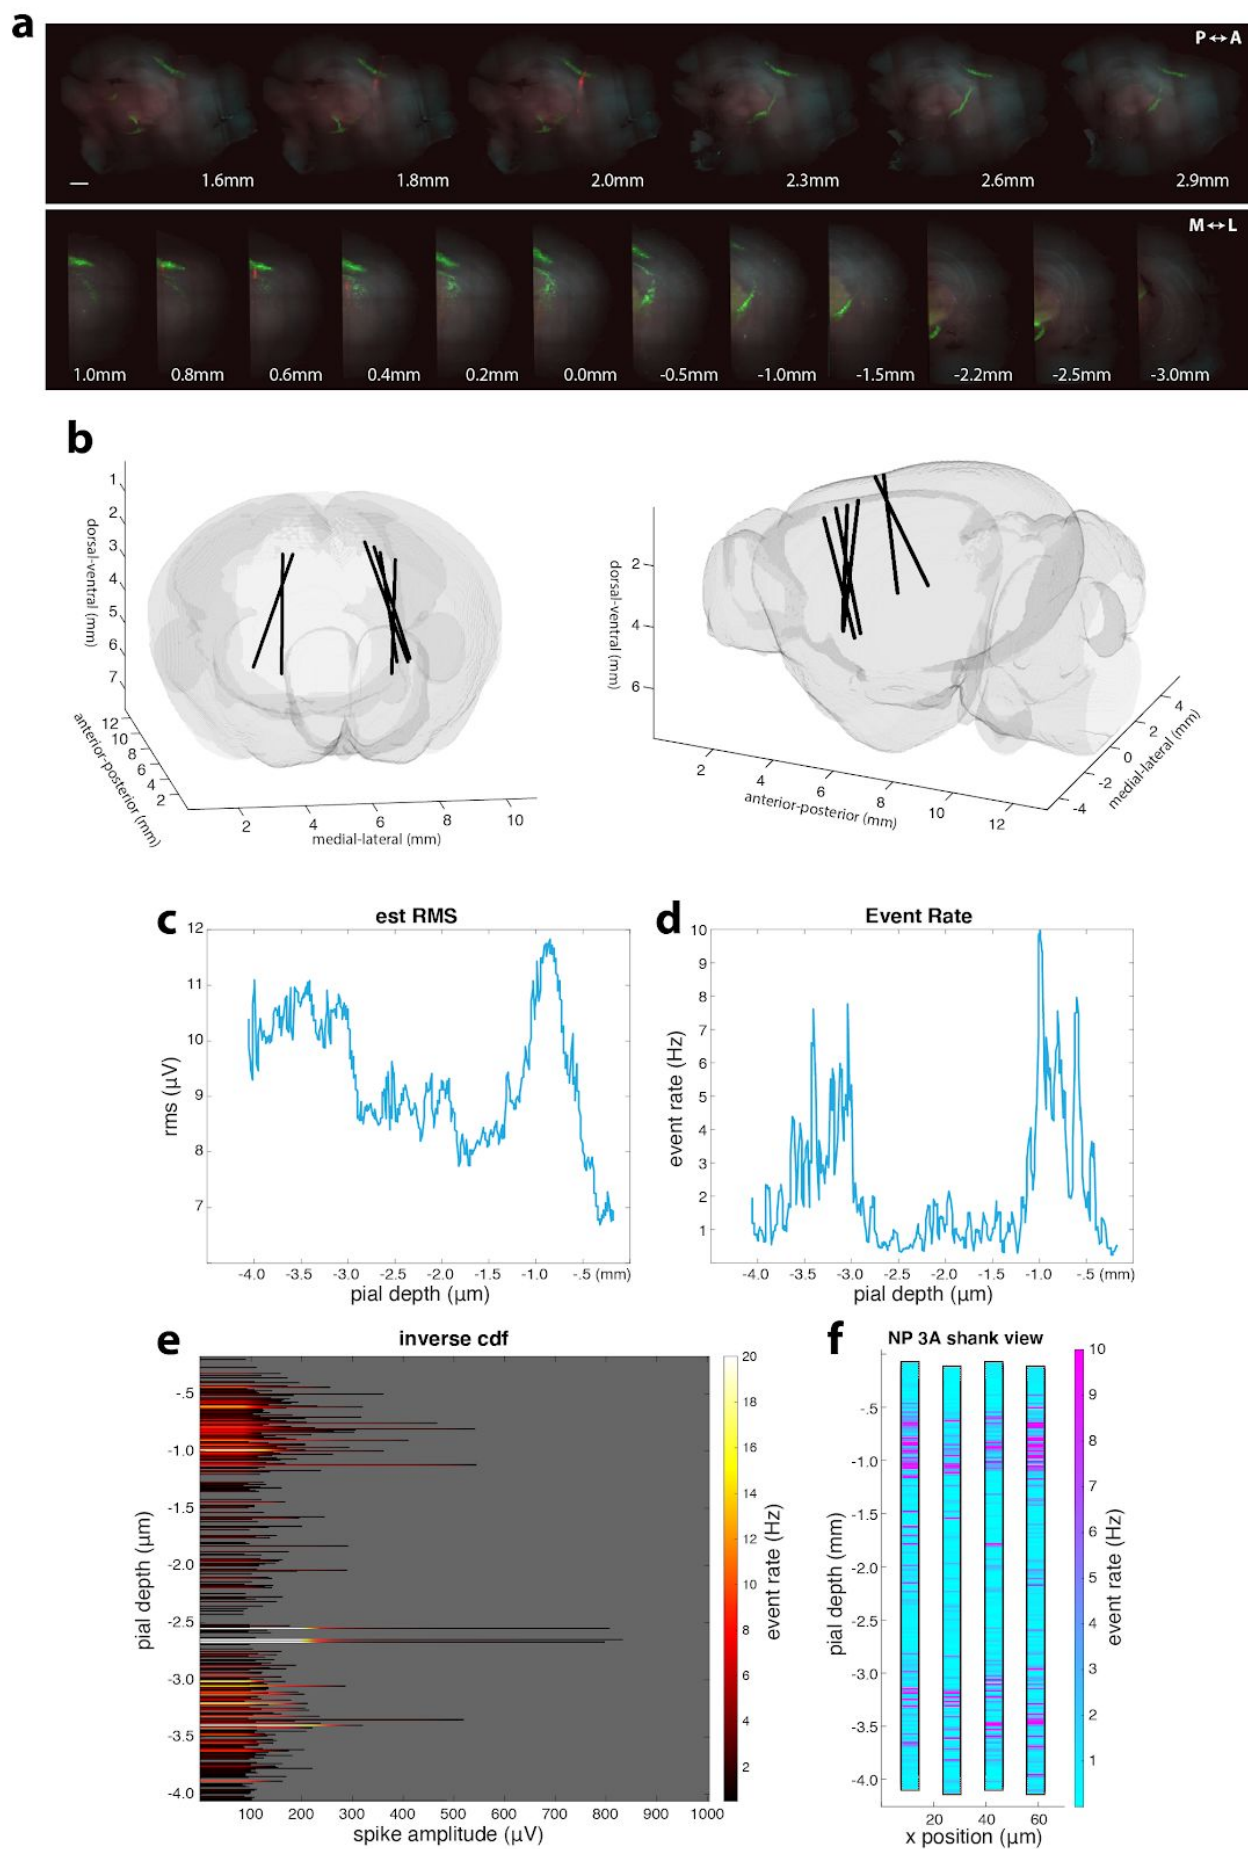 a
P↔A
1.6mm 1.8mm 2.0mm 2.3mm 2.6mm 2.9mm
M↔L
1.0mm 0.8mm 0.6mm 0.4mm 0.2mm 0.0mm -0.5mm -1.0mm -1.5mm -2.2mm -2.5mm -3.0mm
b
1
2
3
4
5
6
7
dorsal-ventral (mm)
12
10
8
6
4
2
anterior-posterior (mm)
2 4 6 8 10
medial-lateral (mm)
2
4
6
dorsal-ventral (mm)
2 4 6 8 10 12
anterior-posterior (mm)
4
2
0
-2
-4
medial-lateral (mm)
c
est RMS
12
11
10
9
8
7
rms (µV)
-4.0 -3.5 -3.0 -2.5 -2.0 -1.5 -1.0 -.5 (mm)
pial depth (µm)
d
Event Rate
10
9
8
7
6
5
4
3
2
1
event rate (Hz)
-4.0 -3.5 -3.0 -2.5 -2.0 -1.5 -1.0 -.5 (mm)
pial depth (µm)
e
inverse cdf
-.5
-1.0
-1.5
-2.0
-2.5
-3.0
-3.5
-4.0
pial depth (µm)
100 200 300 400 500 600 700 800 900 1000
spike amplitude (µV)
20
18
16
14
12
10
8
6
4
2
event rate (Hz)
f
NP 3A shank view
-.5
-1.0
-1.5
-2.0
-2.5
-3.0
-3.5
-4.0
pial depth (mm)
20 40 60
x position (µm)
10
9
8
7
6
5
4
3
2
1
event rate (Hz)